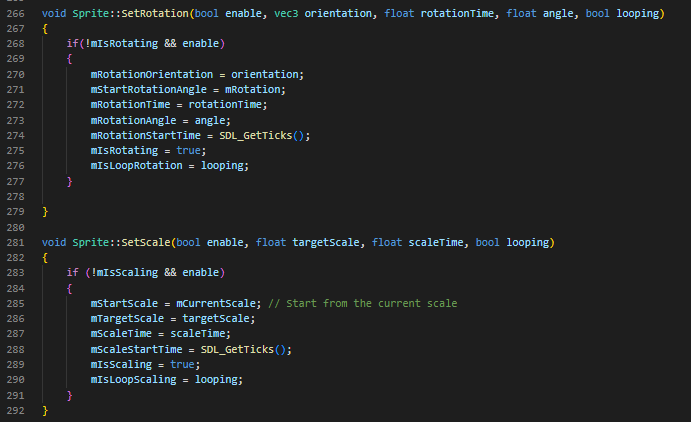 266 void Sprite::SetRotation(bool enable, vec3 orientation, float rotationTime, float angle, bool looping)
267 {
268     if(!mIsRotating && enable)
269     {
270         mRotationOrientation = orientation;
271         mStartRotationAngle = mRotation;
272         mRotationTime = rotationTime;
273         mRotationAngle = angle;
274         mRotationStartTime = SDL_GetTicks();
275         mIsRotating = true;
276         mIsLoopRotation = looping;
277     }
278
279 }
280
281 void Sprite::SetScale(bool enable, float targetScale, float scaleTime, bool looping)
282 {
283     if (!mIsScaling && enable)
284     {
285         mStartScale = mCurrentScale; // Start from the current scale
286         mTargetScale = targetScale;
287         mScaleTime = scaleTime;
288         mScaleStartTime = SDL_GetTicks();
289         mIsScaling = true;
290         mIsLoopScaling = looping;
291     }
292 }